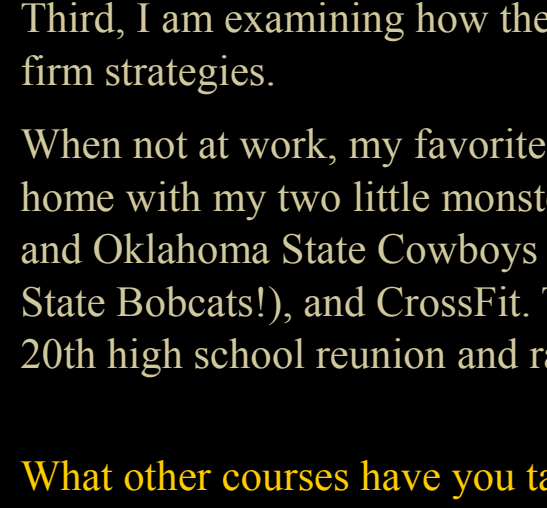 Third, I am examining how the
firm strategies.
When not at work, my favorite
home with my two little
and Oklahoma State Cowboys
State Bobcats!), and CrossFit.
20th high school reunion and
What other courses have you